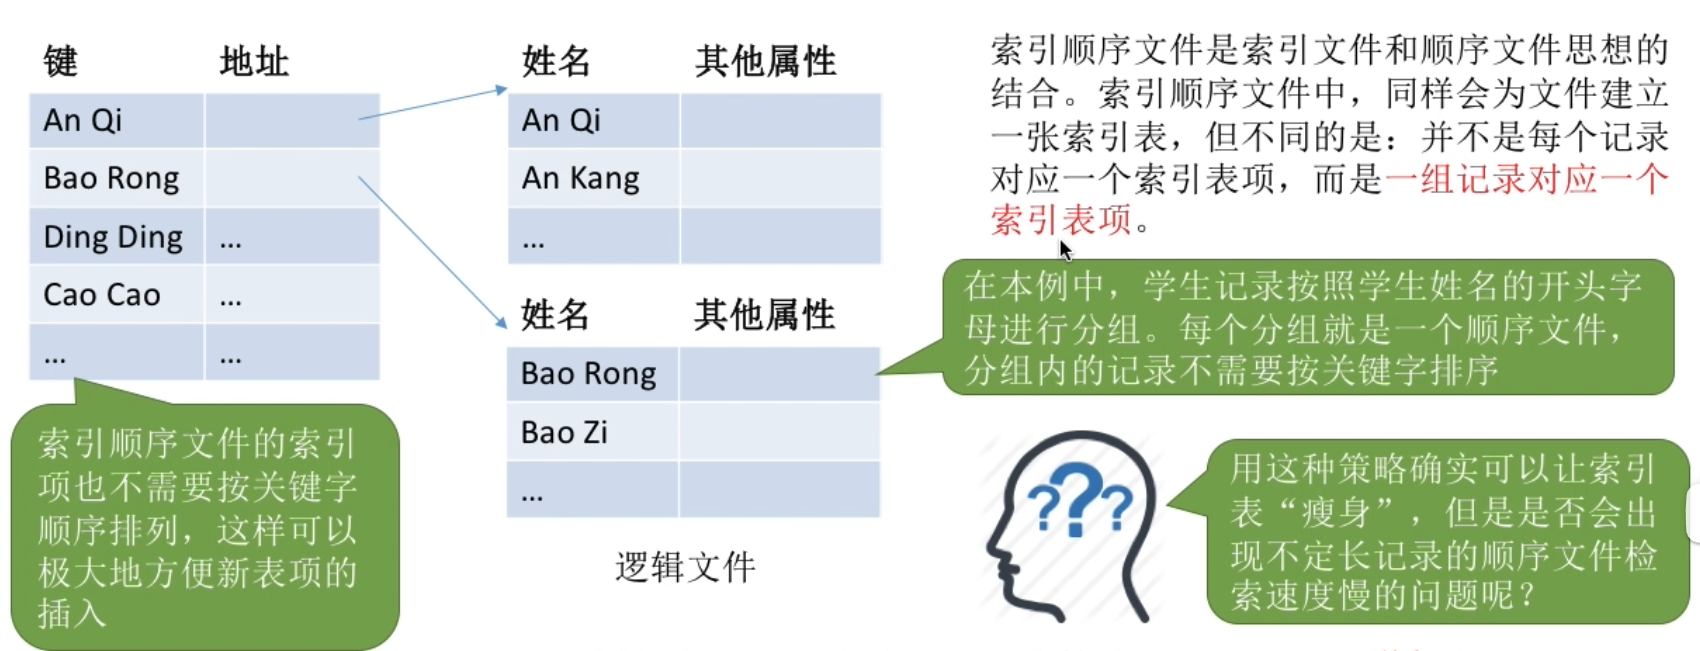 键 地址
An Qi
Bao Rong
Ding Ding ...
Cao Cao ...
... ...
索引顺序文件的索引
项也不需要按关键字
顺序排列，这样可以
极大地方便新表项的
插入
姓名 其他属性
An Qi
An Kang
...
姓名 其他属性
Bao Rong
Bao Zi
...
逻辑文件
索引顺序文件是索引文件和顺序文件思想的
结合。索引顺序文件中，同样会为文件建立
一张索引表，但不同的是：并不是每个记录
对应一个索引表项，而是一组记录对应一个
索引表项。
在本例中，学生记录按照学生姓名的开头字
母进行分组。每个分组就是一个顺序文件，
分组内的记录不需要按关键字排序
???
用这种策略确实可以让索引
表“瘦身”，但是是否会出
现不定长记录的顺序文件检
索速度慢的问题呢？